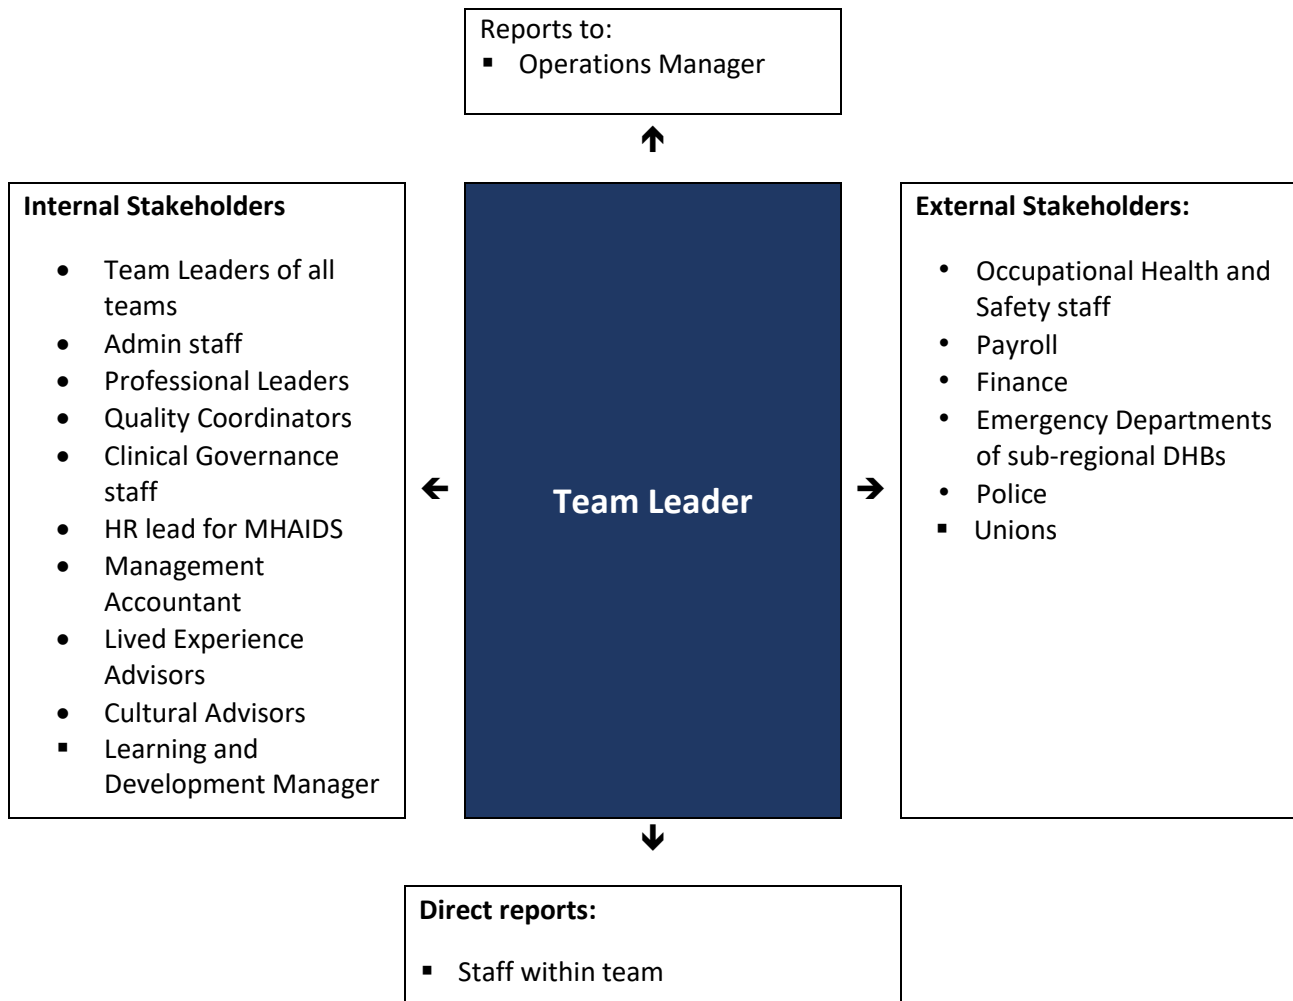 Reports to:
▪ Operations Manager
Internal Stakeholders
• Team Leaders of all
teams
• Admin staff
• Professional Leaders
• Quality Coordinators
• Clinical Governance
staff
• HR lead for MHAIDS
• Management
Accountant
• Lived Experience
Advisors
• Cultural Advisors
▪ Learning and
Development Manager
Team Leader
External Stakeholders:
• Occupational Health and
Safety staff
• Payroll
• Finance
• Emergency Departments
of sub-regional DHBs
• Police
▪ Unions
Direct reports:
▪ Staff within team